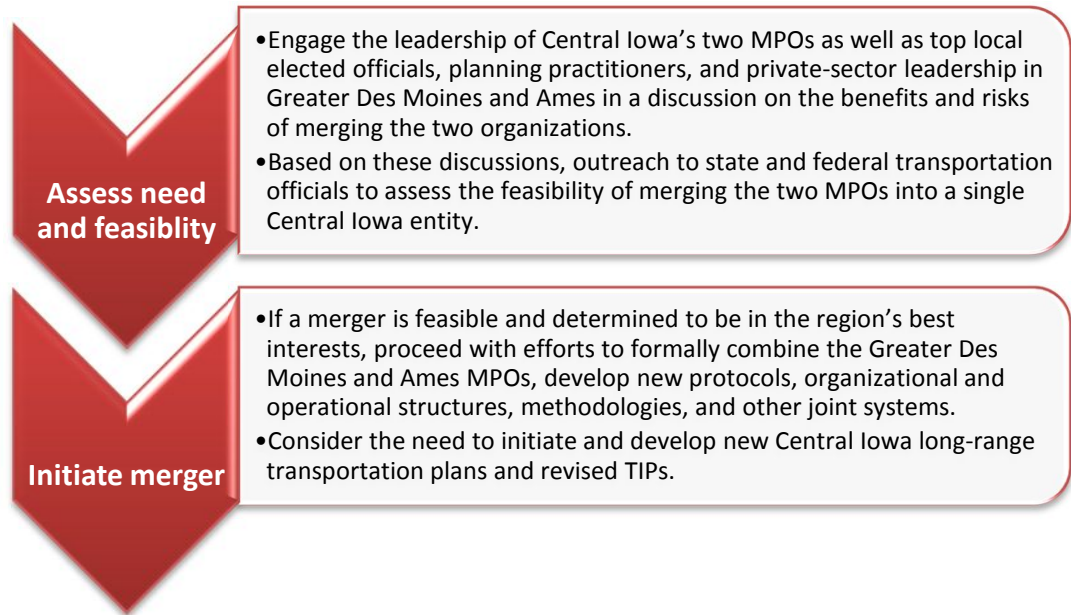 Assess need
and feasiblity
•Engage the leadership of Central Iowa's two MPOs as well as top local
elected officials, planning practitioners, and private-sector leadership in
Greater Des Moines and Ames in a discussion on the benefits and risks
of merging the two organizations.
•Based on these discussions, outreach to state and federal transportation
officials to assess the feasibility of merging the two MPOs into a single
Central Iowa entity.
Initiate merger
•If a merger is feasible and determined to be in the region's best
interests, proceed with efforts to formally combine the Greater Des
Moines and Ames MPOs, develop new protocols, organizational and
operational structures, methodologies, and other joint systems.
•Consider the need to initiate and develop new Central Iowa long-range
transportation plans and revised TIPs.